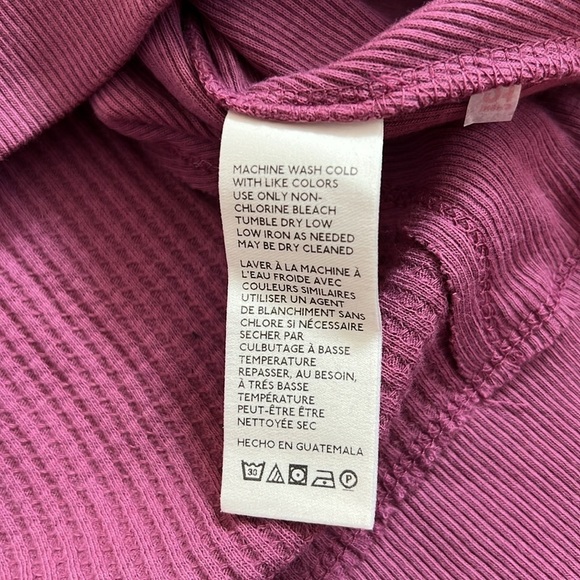 MACHINE WASH COLD
WITH LIKE COLORS
USE ONLY NON-
CHLORINE BLEACH
TUMBLE DRY LOW
LOW IRON AS NEEDED
MAY BE DRY CLEANED
LAVER À LA MACHINE À
L'EAU FROIDE AVEC
COULEURS SIMILAIRES
UTILISER UN AGENT
DE BLANCHIMENT SANS
CHLORE SI NÉCESSAIRE
SECHER PAR
CULBUTAGE À BASSE
TEMPERATURE
REPASSER, AU BESOIN,
À TRÉS BASSE
TEMPÉRATURE
PEUT-ÊTRE ÊTRE
NETTOYÉE SEC
HECHO EN GUATEMALA
30 P